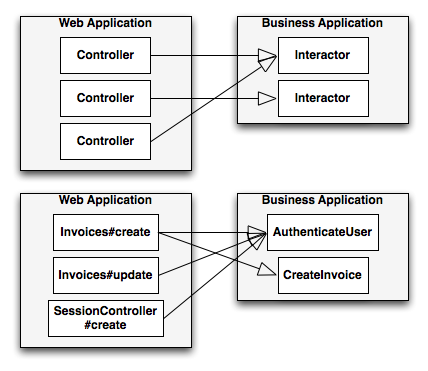 Web Application
Business Application
Controller
Interactor
Controller
Interactor
Controller
Web Application
Business Application
Invoices#create
AuthenticateUser
Invoices#update
CreateInvoice
SessionController
#create